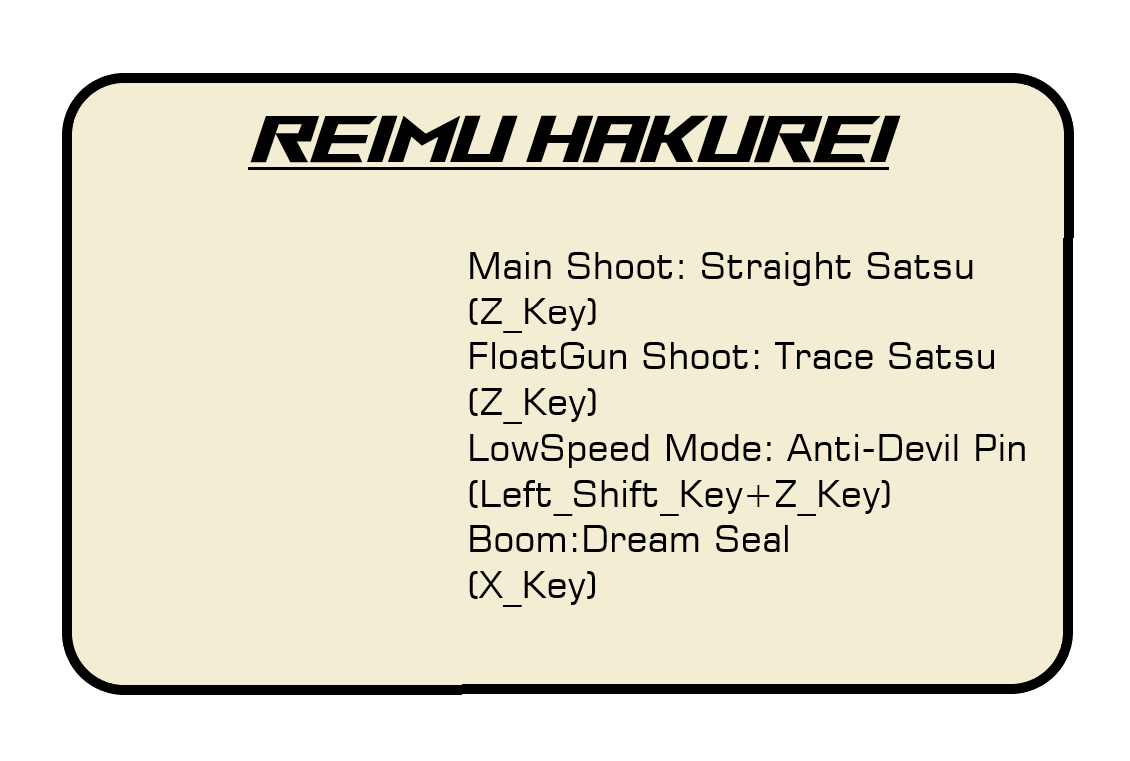 REIMU HAKUREI
Main Shoot: Straight Satsu
(Z_Key)
FloatGun Shoot: Trace Satsu
(Z_Key)
LowSpeed Mode: Anti-Devil Pin
(Left_Shift_Key+Z_Key)
Boom:Dream Seal
(X_Key)